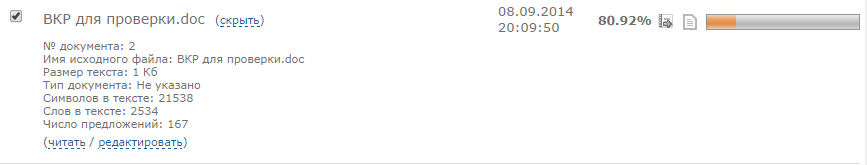 ВКР для проверки.doc (скрыть) 08.09.2014 20:09:50 80.92%
№ документа: 2
Имя исходного файла: ВКР для проверки.doc
Размер текста: 1 Кб
Тип документа: Не указано
Символов в тексте: 21538
Слов в тексте: 2534
Число предложений: 167
(читать / редактировать)